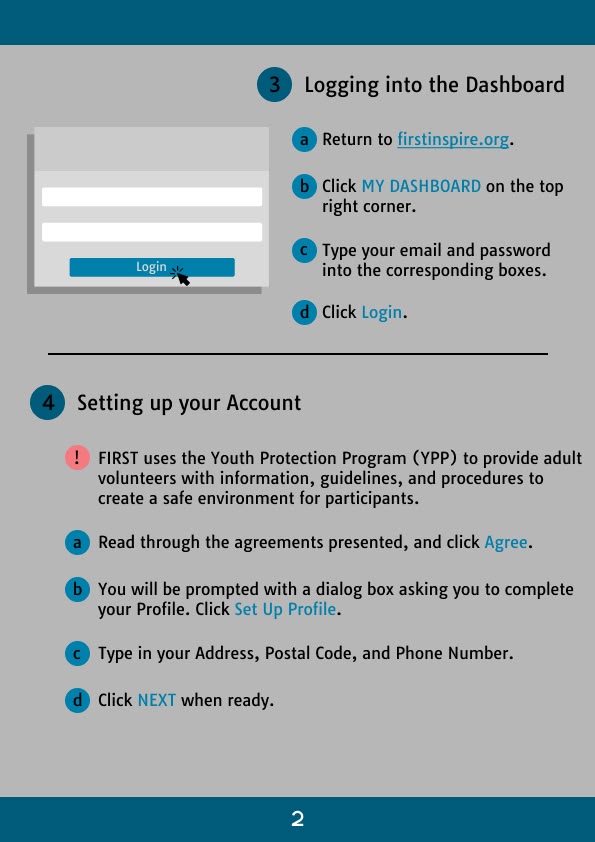 3 Logging into the Dashboard
a Return to firstinspire.org.
b Click MY DASHBOARD on the top
right corner.
c Type your email and password
into the corresponding boxes.
d Click Login.
Login
4 Setting up your Account
! FIRST uses the Youth Protection Program (YPP) to provide adult
volunteers with information, guidelines, and procedures to
create a safe environment for participants.
a Read through the agreements presented, and click Agree.
b You will be prompted with a dialog box asking you to complete
your Profile. Click Set Up Profile.
c Type in your Address, Postal Code, and Phone Number.
d Click NEXT when ready.
2